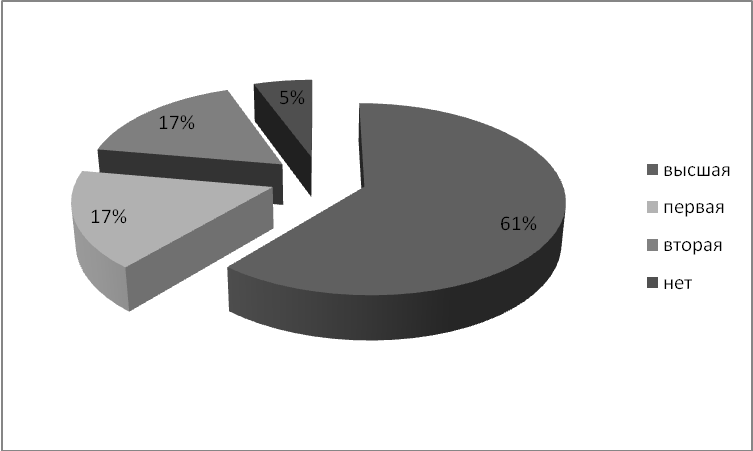 5%
17%
17%
61%
высшая
первая
вторая
нет